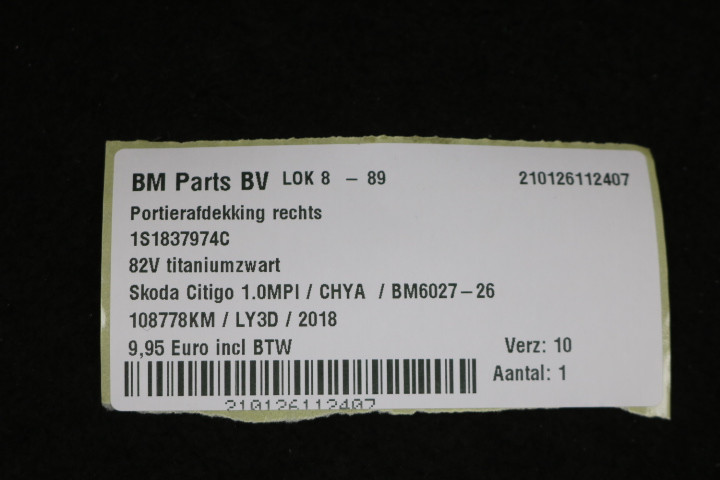 BM Parts BV LOK 8 - 89 210126112407
Portierafdekking rechts
1S1837974C
82V titaniumzwart
Skoda Citigo 1.0MPI / CHYA / BM6027-26
108778KM / LY3D / 2018
9,95 Euro incl BTW Verz: 10
Aantal: 1
210126112407